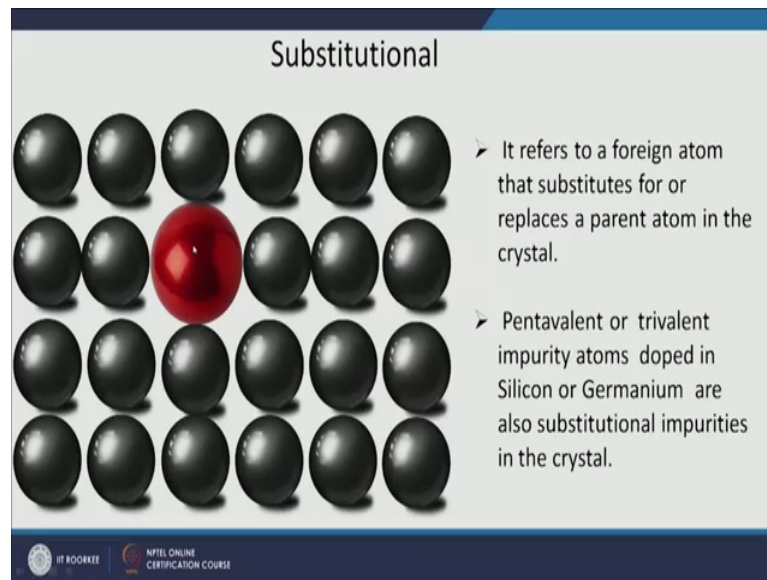 Substitutional
➢ It refers to a foreign atom
that substitutes for or
replaces a parent atom in the
crystal.
➢ Pentavalent or trivalent
impurity atoms doped in
Silicon or Germanium are
also substitutional impurities
in the crystal.
IIT ROORKEE
NPTEL ONLINE
CERTIFICATION COURSE